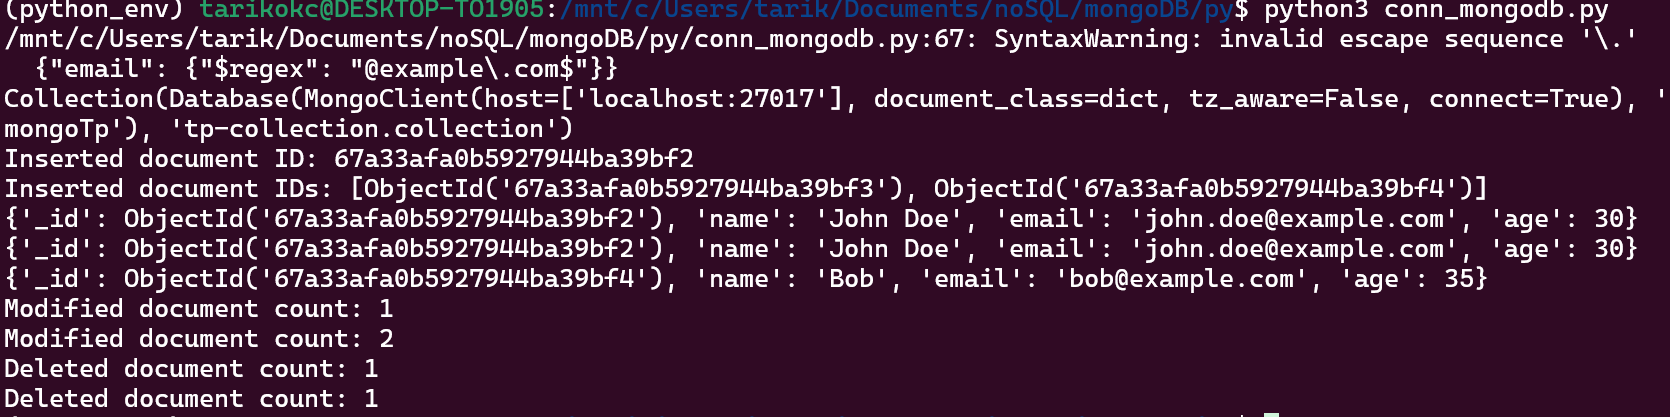 (python_env) tarikokc@DESKTOP-TO1905:/mnt/c/Users/tarik/Documents/noSQL/mongoDB/py$ python3 conn_mongodb.py
/mnt/c/Users/tarik/Documents/noSQL/mongoDB/py/conn_mongodb.py:67: SyntaxWarning: invalid escape sequence '\.'
  {"email": {"$regex": "@example\.com$"}}
Collection(Database(MongoClient(host=['localhost:27017'], document_class=dict, tz_aware=False, connect=True), '
mongoTp'), 'tp-collection.collection')
Inserted document ID: 67a33afa0b5927944ba39bf2
Inserted document IDs: [ObjectId('67a33afa0b5927944ba39bf3'), ObjectId('67a33afa0b5927944ba39bf4')]
{'_id': ObjectId('67a33afa0b5927944ba39bf2'), 'name': 'John Doe', 'email': 'john.doe@example.com', 'age': 30}
{'_id': ObjectId('67a33afa0b5927944ba39bf2'), 'name': 'John Doe', 'email': 'john.doe@example.com', 'age': 30}
{'_id': ObjectId('67a33afa0b5927944ba39bf4'), 'name': 'Bob', 'email': 'bob@example.com', 'age': 35}
Modified document count: 1
Modified document count: 2
Deleted document count: 1
Deleted document count: 1